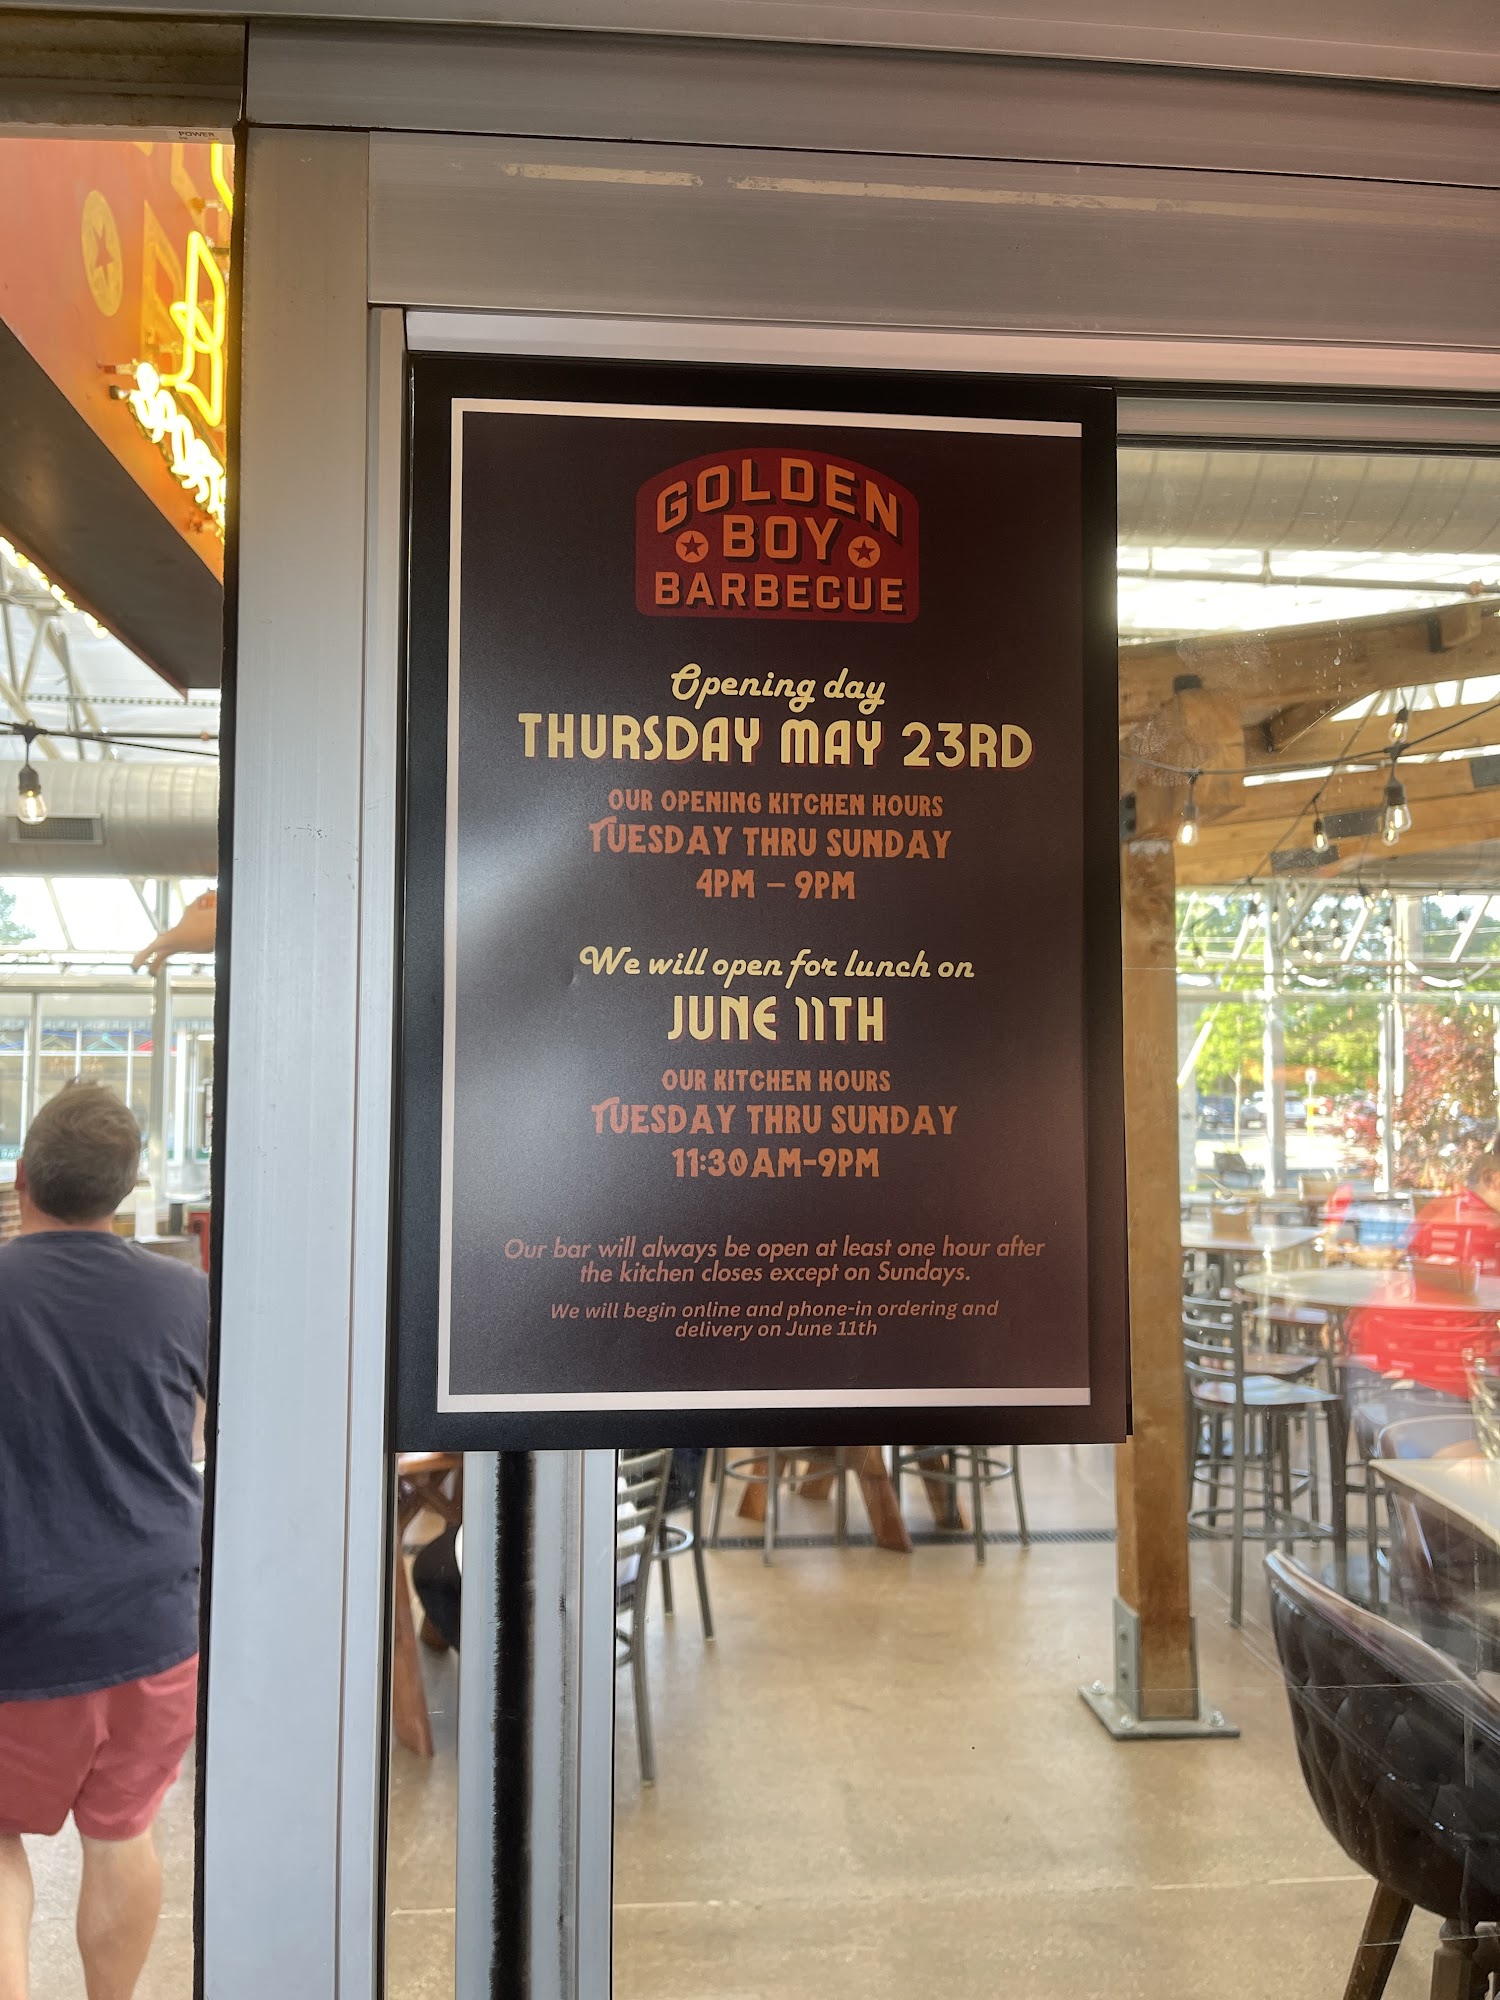 POWER
GOLDEN
BOY
BARBECUE
Opening day
THURSDAY MAY 23RD
OUR OPENING KITCHEN HOURS
TUESDAY THRU SUNDAY
4PM – 9PM
We will open for lunch on
JUNE 11TH
OUR KITCHEN HOURS
TUESDAY THRU SUNDAY
11:30AM-9PM
Our bar will always be open at least one hour after
the kitchen closes except on Sundays.
We will begin online and phone-in ordering and
delivery on June 11th